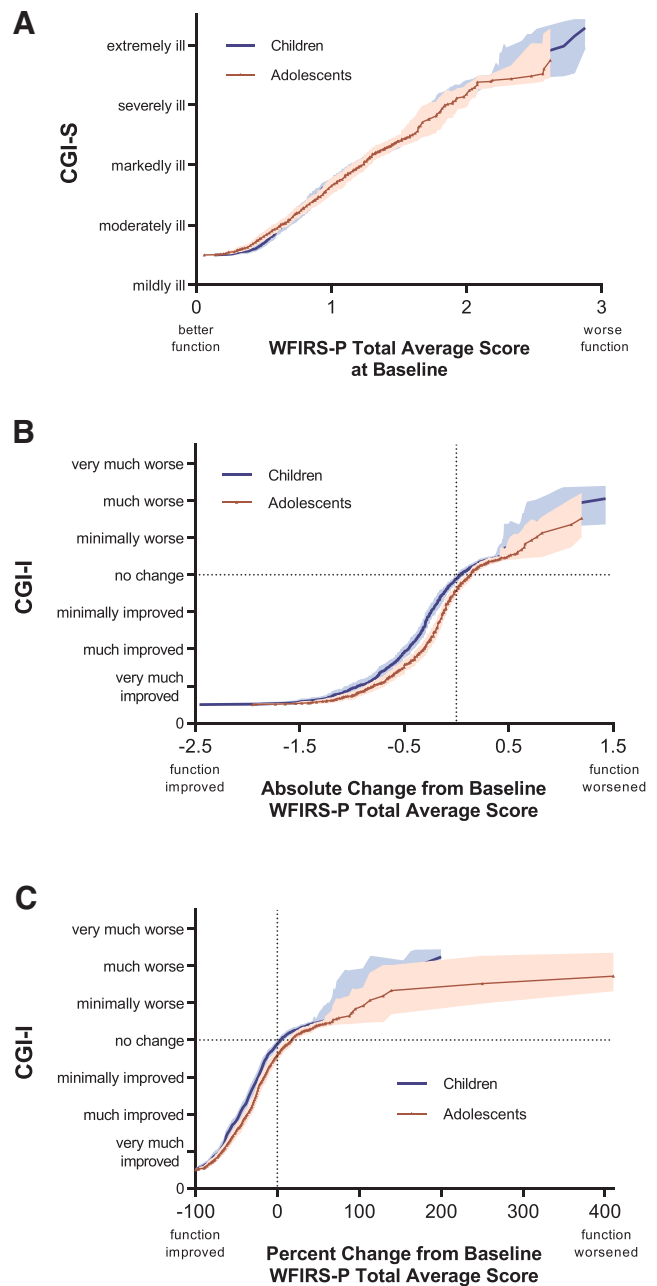 A
CGI-S
extremely ill
severely ill
markedly ill
moderately ill
mildly ill
Children
Adolescents
0
1
2
3
better
function
worse
function
WFIRS-P Total Average Score
at Baseline
B
CGI-I
very much worse
much worse
minimally worse
no change
minimally improved
much improved
very much
improved
0
Children
Adolescents
-2.5
-1.5
-0.5
0.5
1.5
function
improved
function
worsened
Absolute Change from Baseline
WFIRS-P Total Average Score
C
CGI-I
very much worse
much worse
minimally worse
no change
minimally improved
much improved
very much
improved
0
Children
Adolescents
-100
0
100
200
300
400
function
improved
function
worsened
Percent Change from Baseline
WFIRS-P Total Average Score